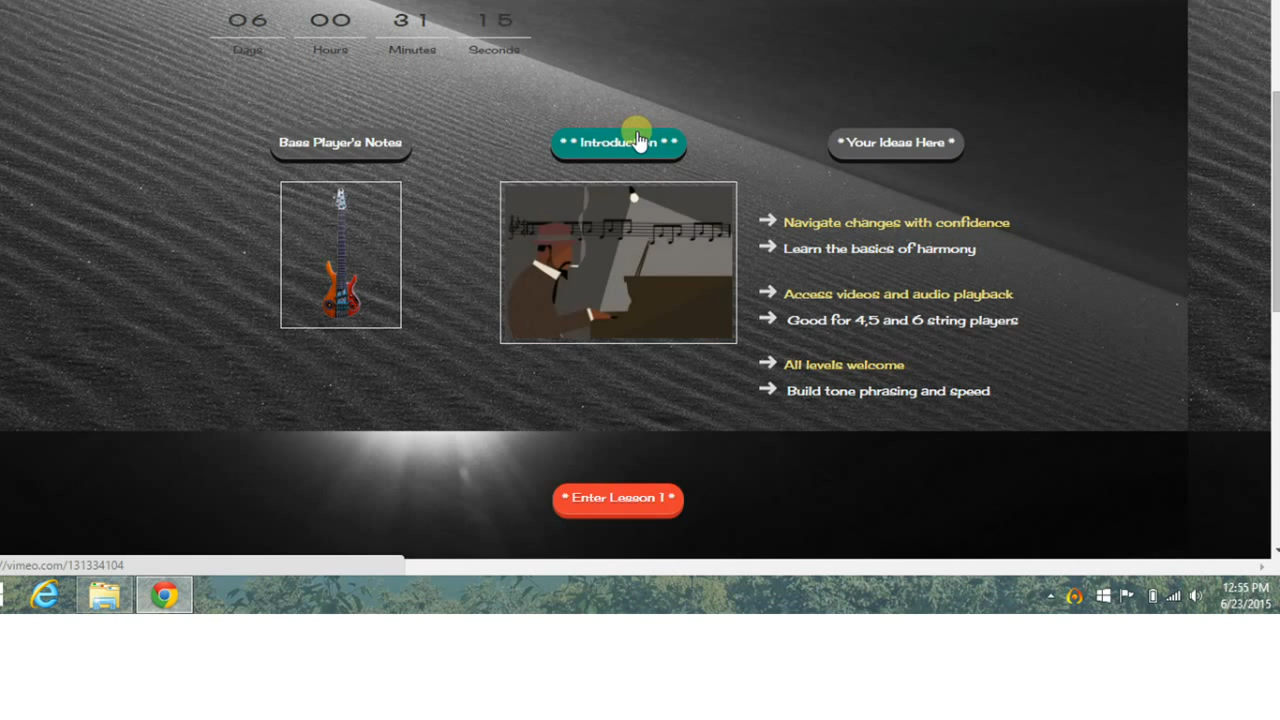 06 00 31 15
Days Hours Minutes Seconds
Bass Player's Notes
* * Introduction * *
* Your Ideas Here *
Navigate changes with confidence
Learn the basics of harmony
Access videos and audio playback
Good for 4,5 and 6 string players
All levels welcome
Build tone phrasing and speed
* Enter Lesson 1 *
//vimeo.com/131334104
12:55 PM
6/23/2015